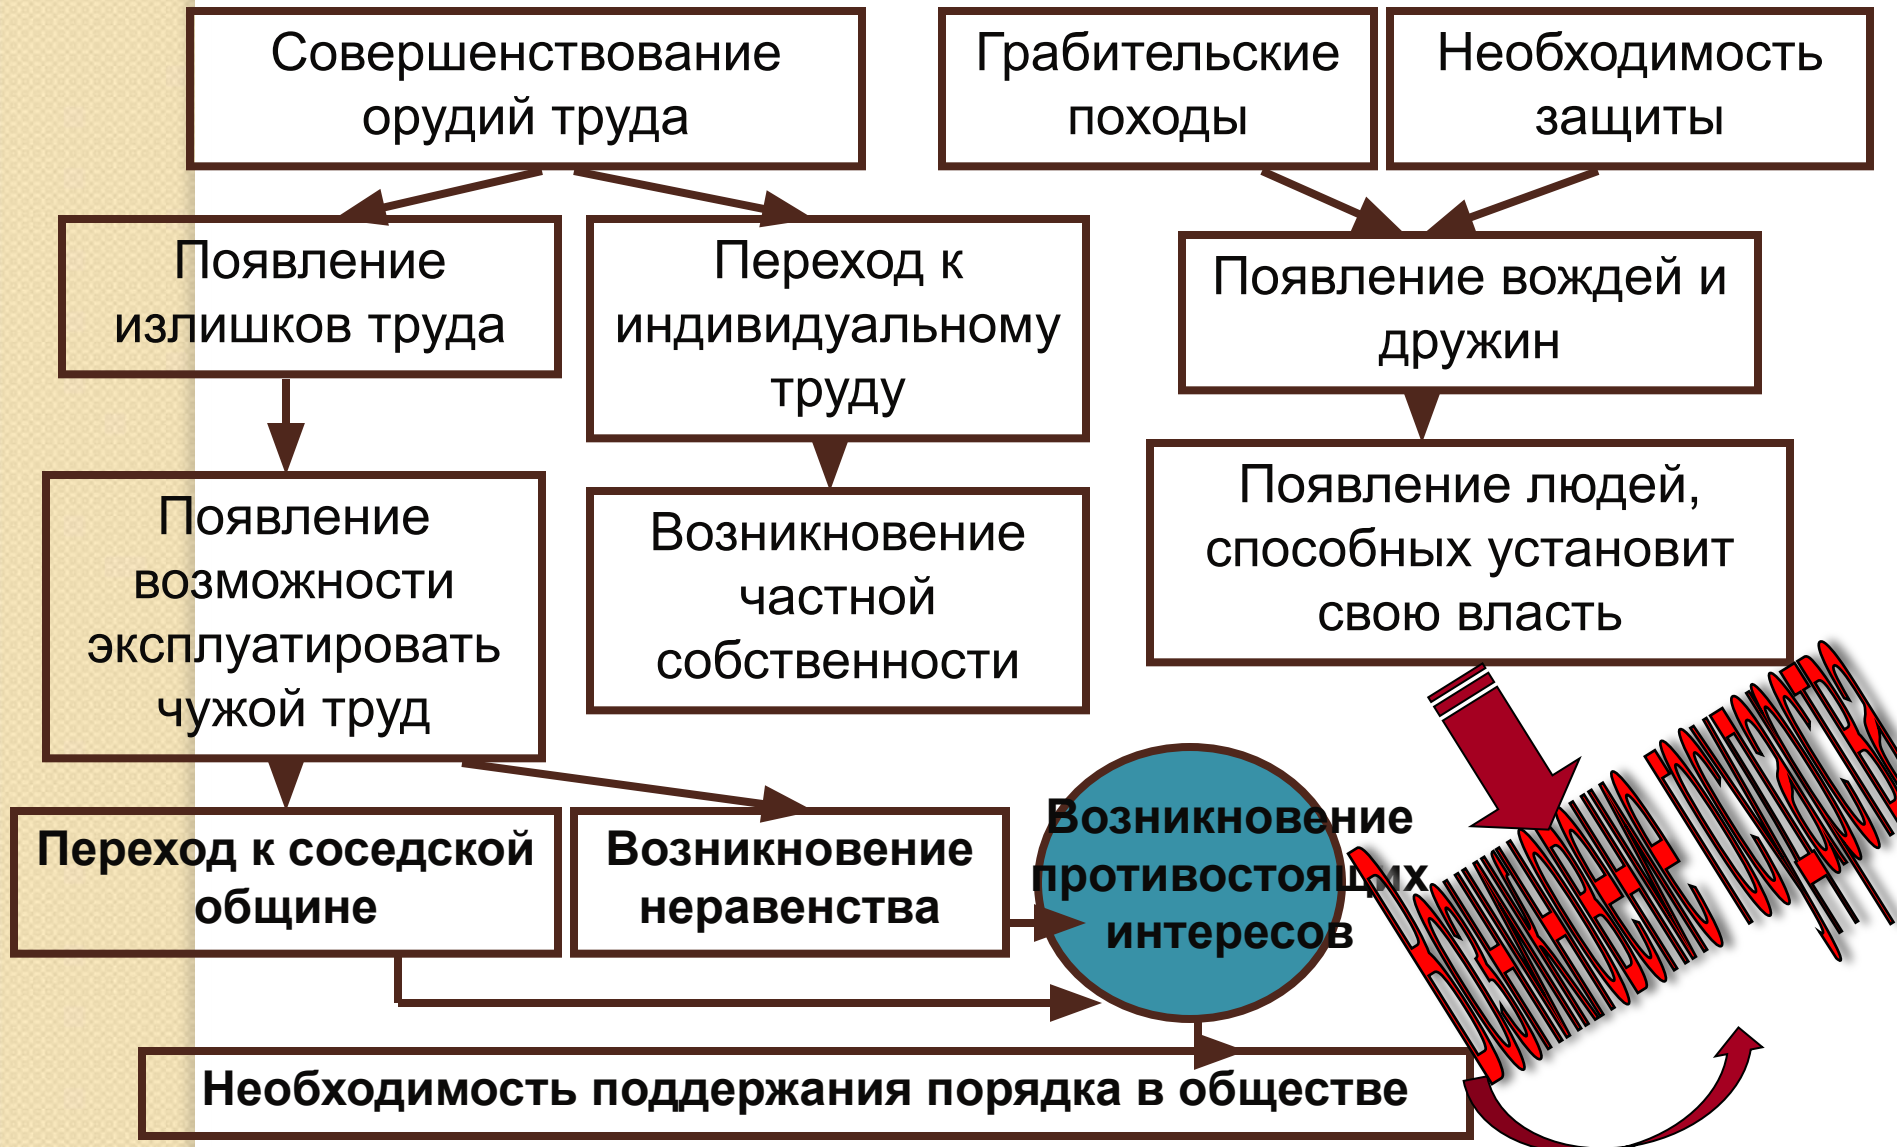 Совершенствование
орудий труда
Грабительские
походы
Необходимость
защиты
Появление
излишков труда
Переход к
индивидуальному
труду
Появление вождей и
дружин
Появление
возможности
эксплуатировать
чужой труд
Возникновение
частной
собственности
Появление людей,
способных установит
свою власть
Переход к соседской
общине
Возникновение
неравенства
Возникновение
противостоящих
интересов
Возникновение государства
Необходимость поддержания порядка в обществе